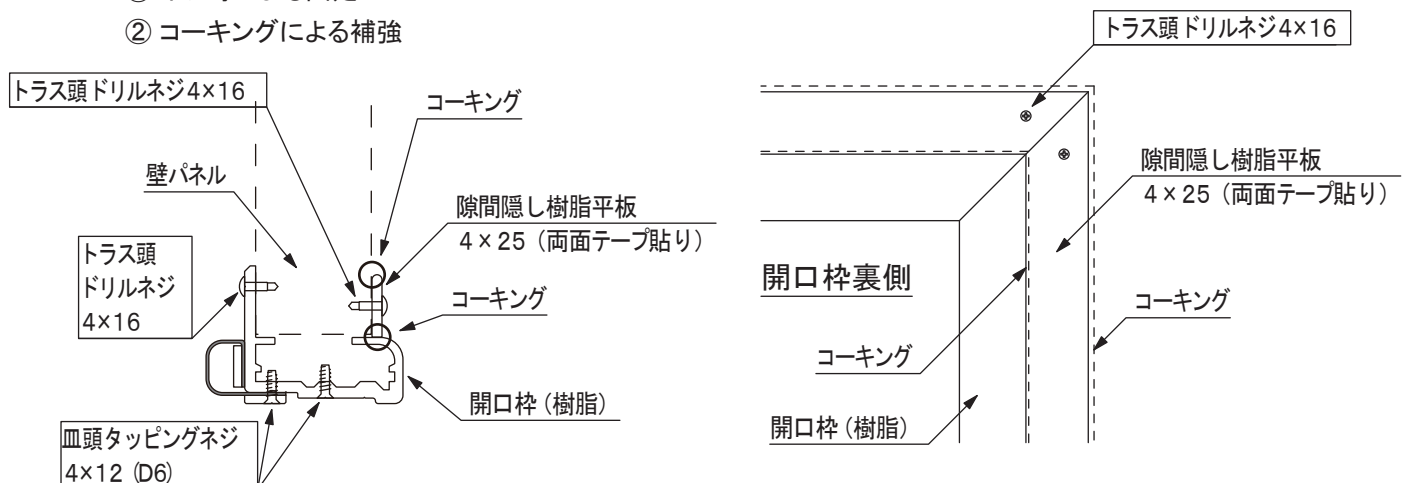 ② コーキングによる補強
トラス頭ドリルネジ4×16
コーキング
壁パネル
隙間隠し樹脂平板
4×25（両面テープ貼り）
トラス頭
ドリルネジ
4×16
コーキング
開口枠（樹脂）
皿頭タッピングネジ
4×12 (D6)
トラス頭ドリルネジ4×16
隙間隠し樹脂平板
4×25（両面テープ貼り）
開口枠裏側
コーキング
コーキング
開口枠（樹脂）